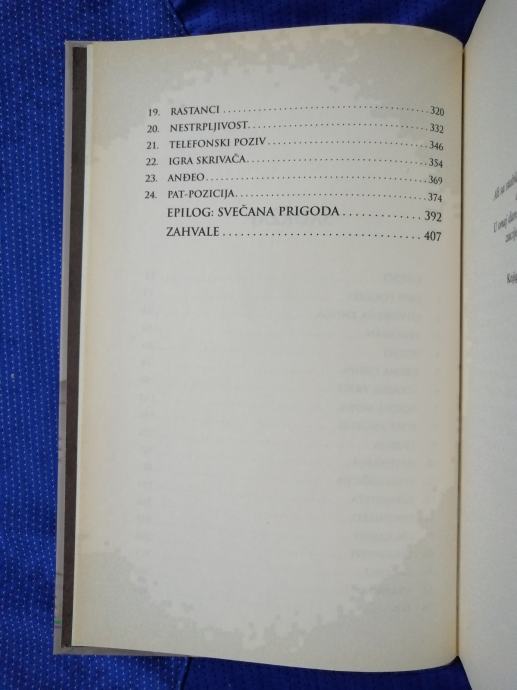 19. RASTANCI 320
20. NESTRPLJIVOST 332
21. TELEFONSKI POZIV 346
22. IGRA SKRIVAČA 354
23. ANĐEO 369
24. PAT-POZICIJA 374
EPILOG: SVEČANA PRIGODA 392
ZAHVALE 407